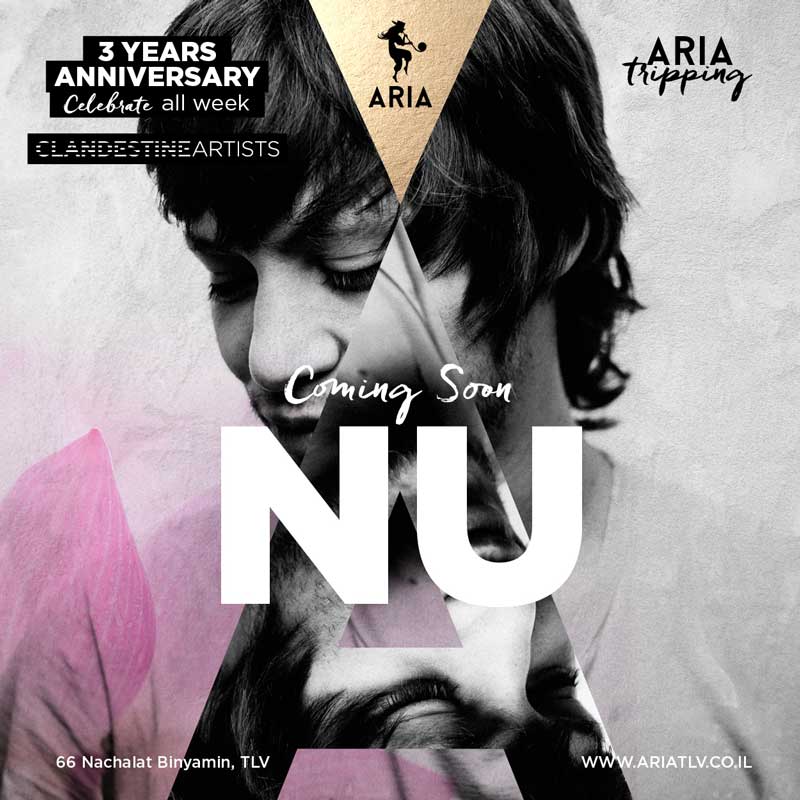 3 YEARS
ANNIVERSARY
Celebrate all week
CLANDESTINEARTISTS
ARIA
ARIA
tripping
Coming Soon
NU
66 Nachalat Binyamin, TLV
WWW.ARIATLV.CO.IL